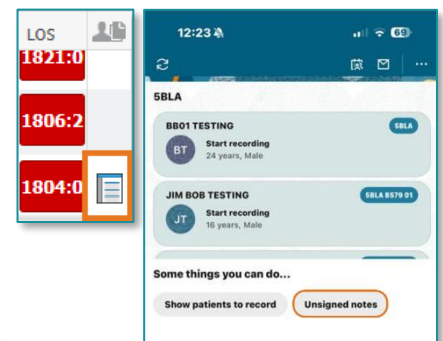 LOS
1821:0
1806:2
1804:0
12:23
69
5BLA
BB01 TESTING
5BLA
BT
Start recording
24 years, Male
JIM BOB TESTING
5BLA B579 01
JT
Start recording
16 years, Male
Some things you can do...
Show patients to record
Unsigned notes